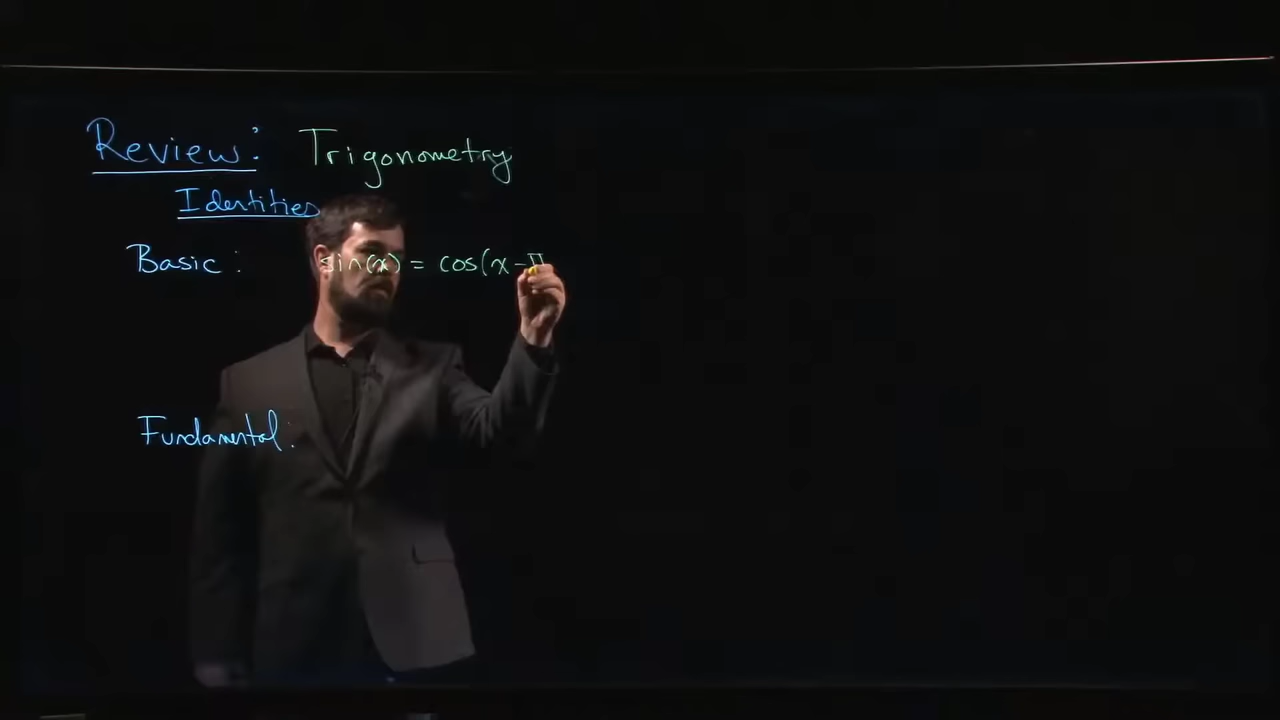 Review: Trigonometry
Identities
Basic: sin(x) = cos(x - π
Fundamental: